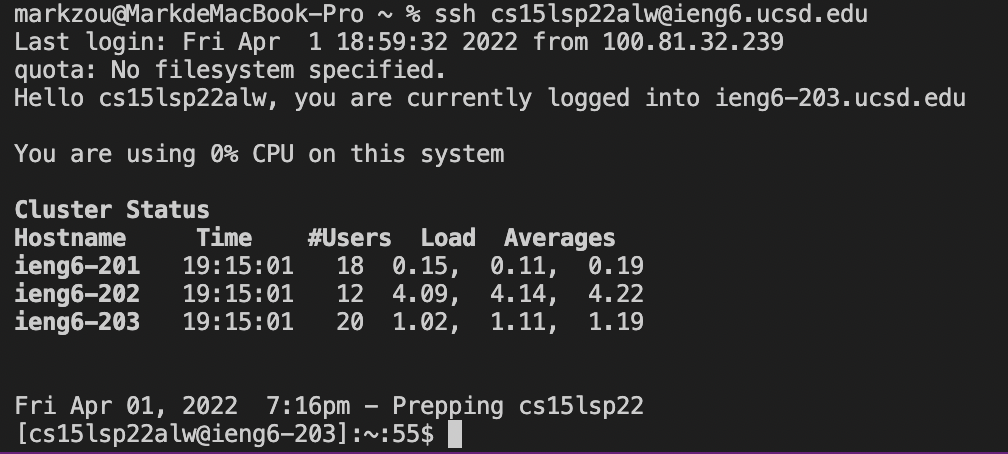 markzou@MarkdeMacBook-Pro ~ % ssh cs15lsp22alw@ieng6.ucsd.edu
Last login: Fri Apr  1 18:59:32 2022 from 100.81.32.239
quota: No filesystem specified.
Hello cs15lsp22alw, you are currently logged into ieng6-203.ucsd.edu
You are using 0% CPU on this system
Cluster Status
Hostname     Time    #Users  Load  Averages
ieng6-201   19:15:01   18  0.15,  0.11,  0.19
ieng6-202   19:15:01   12  4.09,  4.14,  4.22
ieng6-203   19:15:01   20  1.02,  1.11,  1.19
Fri Apr 01, 2022  7:16pm - Prepping cs15lsp22
[cs15lsp22alw@ieng6-203]:~:55$